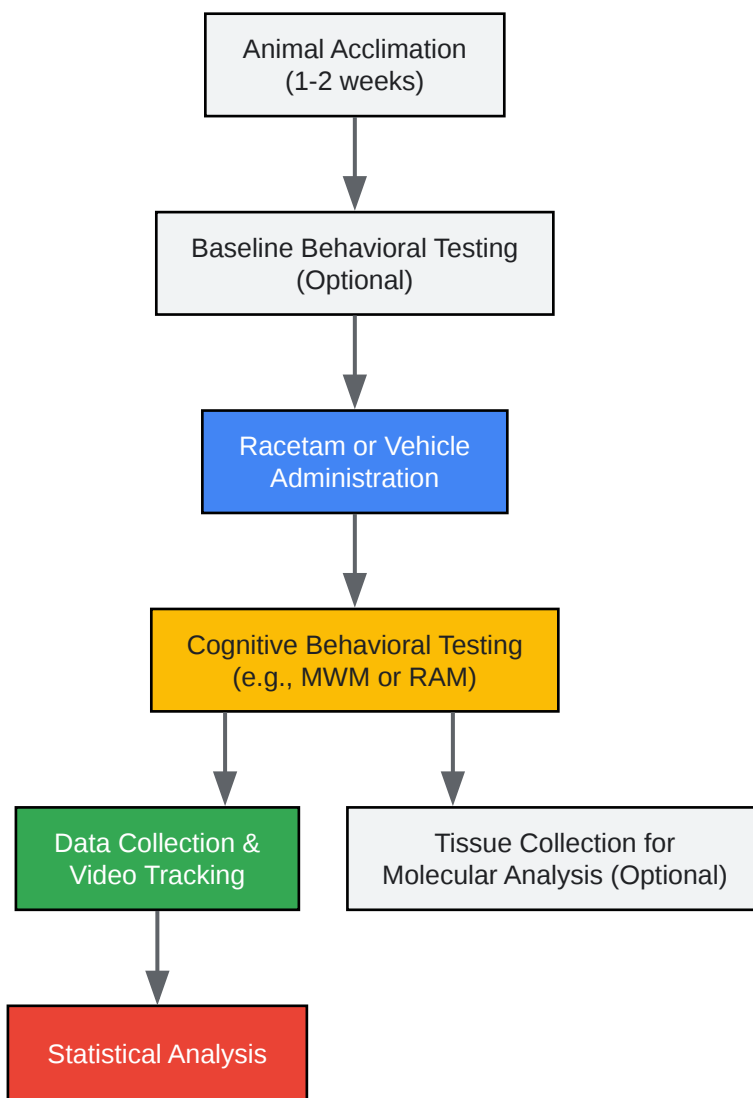 Animal Acclimation
(1-2 weeks)
Baseline Behavioral Testing
(Optional)
Racetam or Vehicle
Administration
Cognitive Behavioral Testing
(e.g., MWM or RAM)
Data Collection &
Video Tracking
Tissue Collection for
Molecular Analysis (Optional)
Statistical Analysis